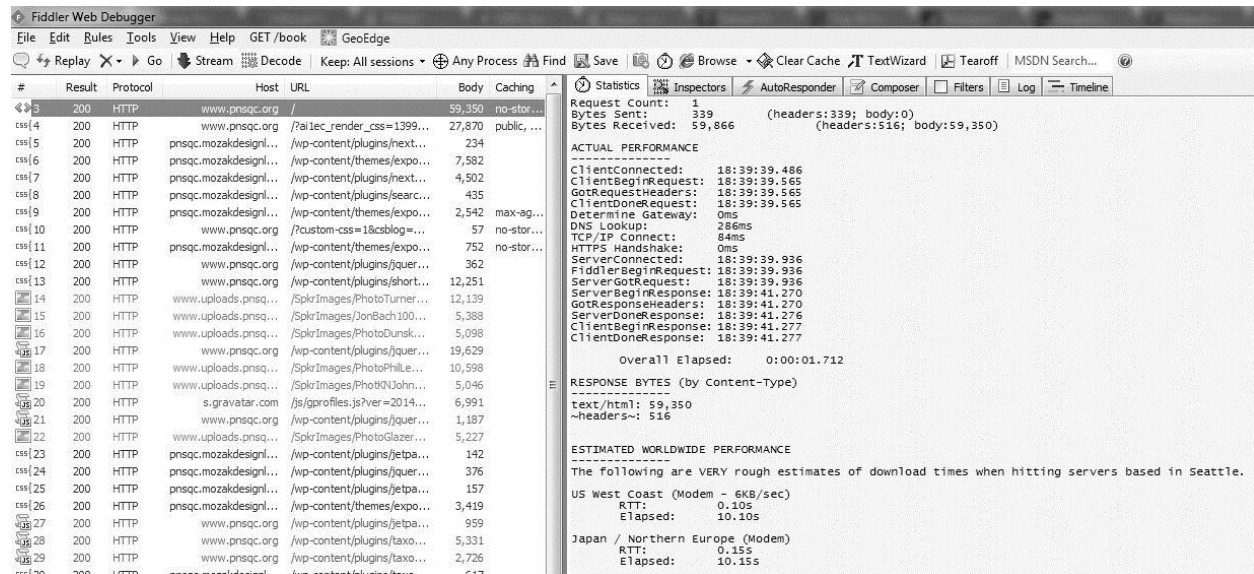 Fiddler Web Debugger
File Edit Rules Tools View Help GET /book GeoEdge
Replay Go Stream Decode Keep: All sessions Any Process Find Save Browse Clear Cache TextWizard Tearoff MSDN Search...
# Result Protocol Host URL Body Caching
3 200 HTTP www.pnsqc.org / 59,350 no-stor...
4 200 HTTP www.pnsqc.org /?ai1ec_render_css=1399... 27,870 public, ...
5 200 HTTP pnsqc.mozakdesignl... /wp-content/plugins/next... 234
6 200 HTTP pnsqc.mozakdesignl... /wp-content/themes/expo... 7,582
7 200 HTTP pnsqc.mozakdesignl... /wp-content/plugins/next... 4,502
8 200 HTTP pnsqc.mozakdesignl... /wp-content/plugins/searc... 435
9 200 HTTP pnsqc.mozakdesignl... /wp-content/themes/expo... 2,542 max-ag...
10 200 HTTP www.pnsqc.org /?custom-css=1&csblog=... 57 no-stor...
11 200 HTTP pnsqc.mozakdesignl... /wp-content/themes/expo... 752 no-stor...
12 200 HTTP www.pnsqc.org /wp-content/plugins/jquer... 362
13 200 HTTP www.pnsqc.org /wp-content/plugins/short... 12,251
14 200 HTTP www.uploads.pnsq... /SpkrImages/PhotoTurner... 12,139
15 200 HTTP www.uploads.pnsq... /SpkrImages/JonBach100... 5,388
16 200 HTTP www.uploads.pnsq... /SpkrImages/PhotoDunsk... 5,098
17 200 HTTP www.pnsqc.org /wp-content/plugins/jquer... 19,629
18 200 HTTP www.uploads.pnsq... /SpkrImages/PhotoPhilLe... 10,598
19 200 HTTP www.uploads.pnsq... /SpkrImages/PhotKNJohn... 5,046
20 200 HTTP s.gravatar.com /js/gprofiles.js?ver=2014... 6,991
21 200 HTTP www.pnsqc.org /wp-content/plugins/jquer... 1,187
22 200 HTTP www.uploads.pnsq... /SpkrImages/PhotoGlazer... 5,227
23 200 HTTP pnsqc.mozakdesignl... /wp-content/plugins/jetpa... 142
24 200 HTTP pnsqc.mozakdesignl... /wp-content/plugins/jquer... 376
25 200 HTTP pnsqc.mozakdesignl... /wp-content/plugins/jetpa... 157
26 200 HTTP pnsqc.mozakdesignl... /wp-content/themes/expo... 3,419
27 200 HTTP www.pnsqc.org /wp-content/plugins/jetpa... 959
28 200 HTTP www.pnsqc.org /wp-content/plugins/taxo... 5,331
29 200 HTTP www.pnsqc.org /wp-content/plugins/taxo... 2,726
Statistics Inspectors AutoResponder Composer Filters Log Timeline
Request Count: 1
Bytes Sent: 339 (headers:339; body:0)
Bytes Received: 59,866 (headers:516; body:59,350)
ACTUAL PERFORMANCE
--------------
ClientConnected: 18:39:39.486
ClientBeginRequest: 18:39:39.565
GotRequestHeaders: 18:39:39.565
ClientDoneRequest: 18:39:39.565
Determine Gateway: 0ms
DNS Lookup: 286ms
TCP/IP Connect: 84ms
HTTPS Handshake: 0ms
ServerConnected: 18:39:39.936
FiddlerBeginRequest: 18:39:39.936
ServerGotRequest: 18:39:39.936
ServerBeginResponse: 18:39:41.270
GotResponseHeaders: 18:39:41.270
ServerDoneResponse: 18:39:41.276
ClientBeginResponse: 18:39:41.277
ClientDoneResponse: 18:39:41.277
Overall Elapsed: 0:00:01.712
RESPONSE BYTES (by Content-Type)
--------------
text/html: 59,350
~headers~: 516
ESTIMATED WORLDWIDE PERFORMANCE
--------------
The following are VERY rough estimates of download times when hitting servers based in Seattle.
US West Coast (Modem - 6KB/sec)
RTT: 0.10s
Elapsed: 10.10s
Japan / Northern Europe (Modem)
RTT: 0.15s
Elapsed: 10.15s